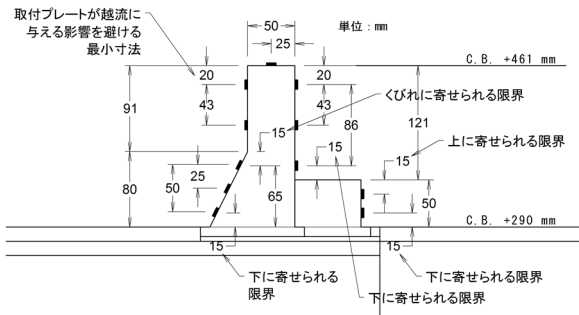 取付プレートが越流に
与える影響を避ける
最小寸法
50
25
単位：mm
C.B. +461 mm
20
20
43
43
91
86
121
くびれに寄せられる限界
15
15
上に寄せられる限界
15
80
25
50
65
50
C.B. +290 mm
15
15
下に寄せられる
限界
下に寄せられる限界
下に寄せられる限界